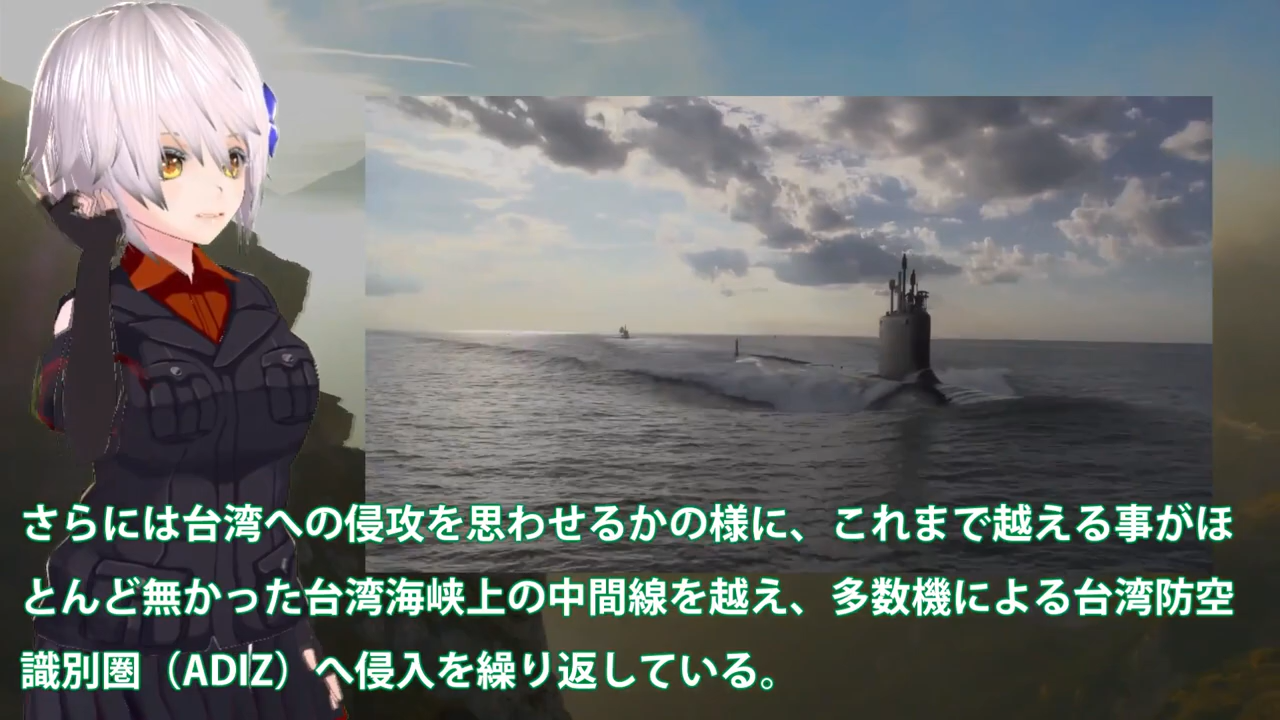 さらには台湾への侵攻を思わせるかの様に、これまで越える事がほ
とんど無かった台湾海峡上の中間線を越え、多数機による台湾防空
識別圏（ADIZ）へ侵入を繰り返している。